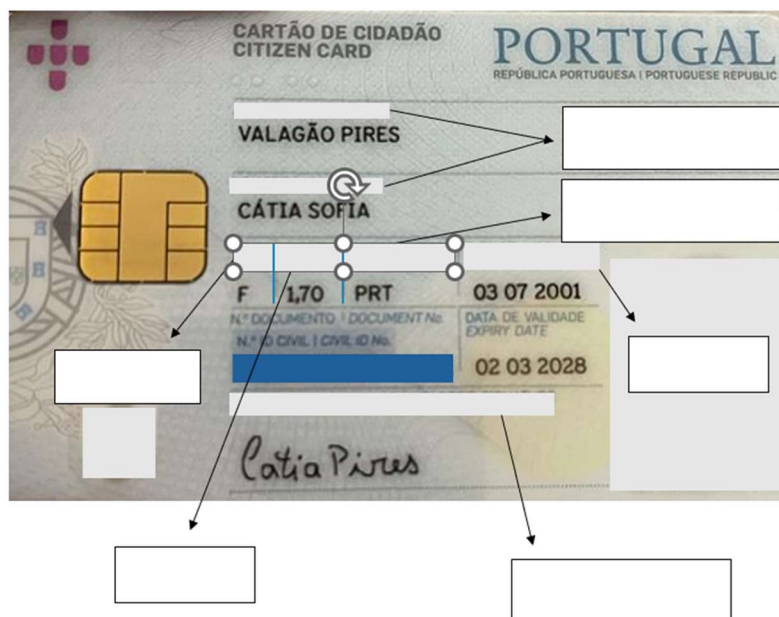 CARTÃO DE CIDADÃO
CITIZEN CARD
PORTUGAL
REPÚBLICA PORTUGUESA | PORTUGUESE REPUBLIC
VALAGÃO PIRES
CÁTIA SOFIA
F 1,70 PRT 03 07 2001
N.º DOCUMENTO | DOCUMENT No. DATA DE VALIDADE
EXPIRY DATE
N.º ID CIVIL | CIVIL ID No.
02 03 2028
Catia Pires